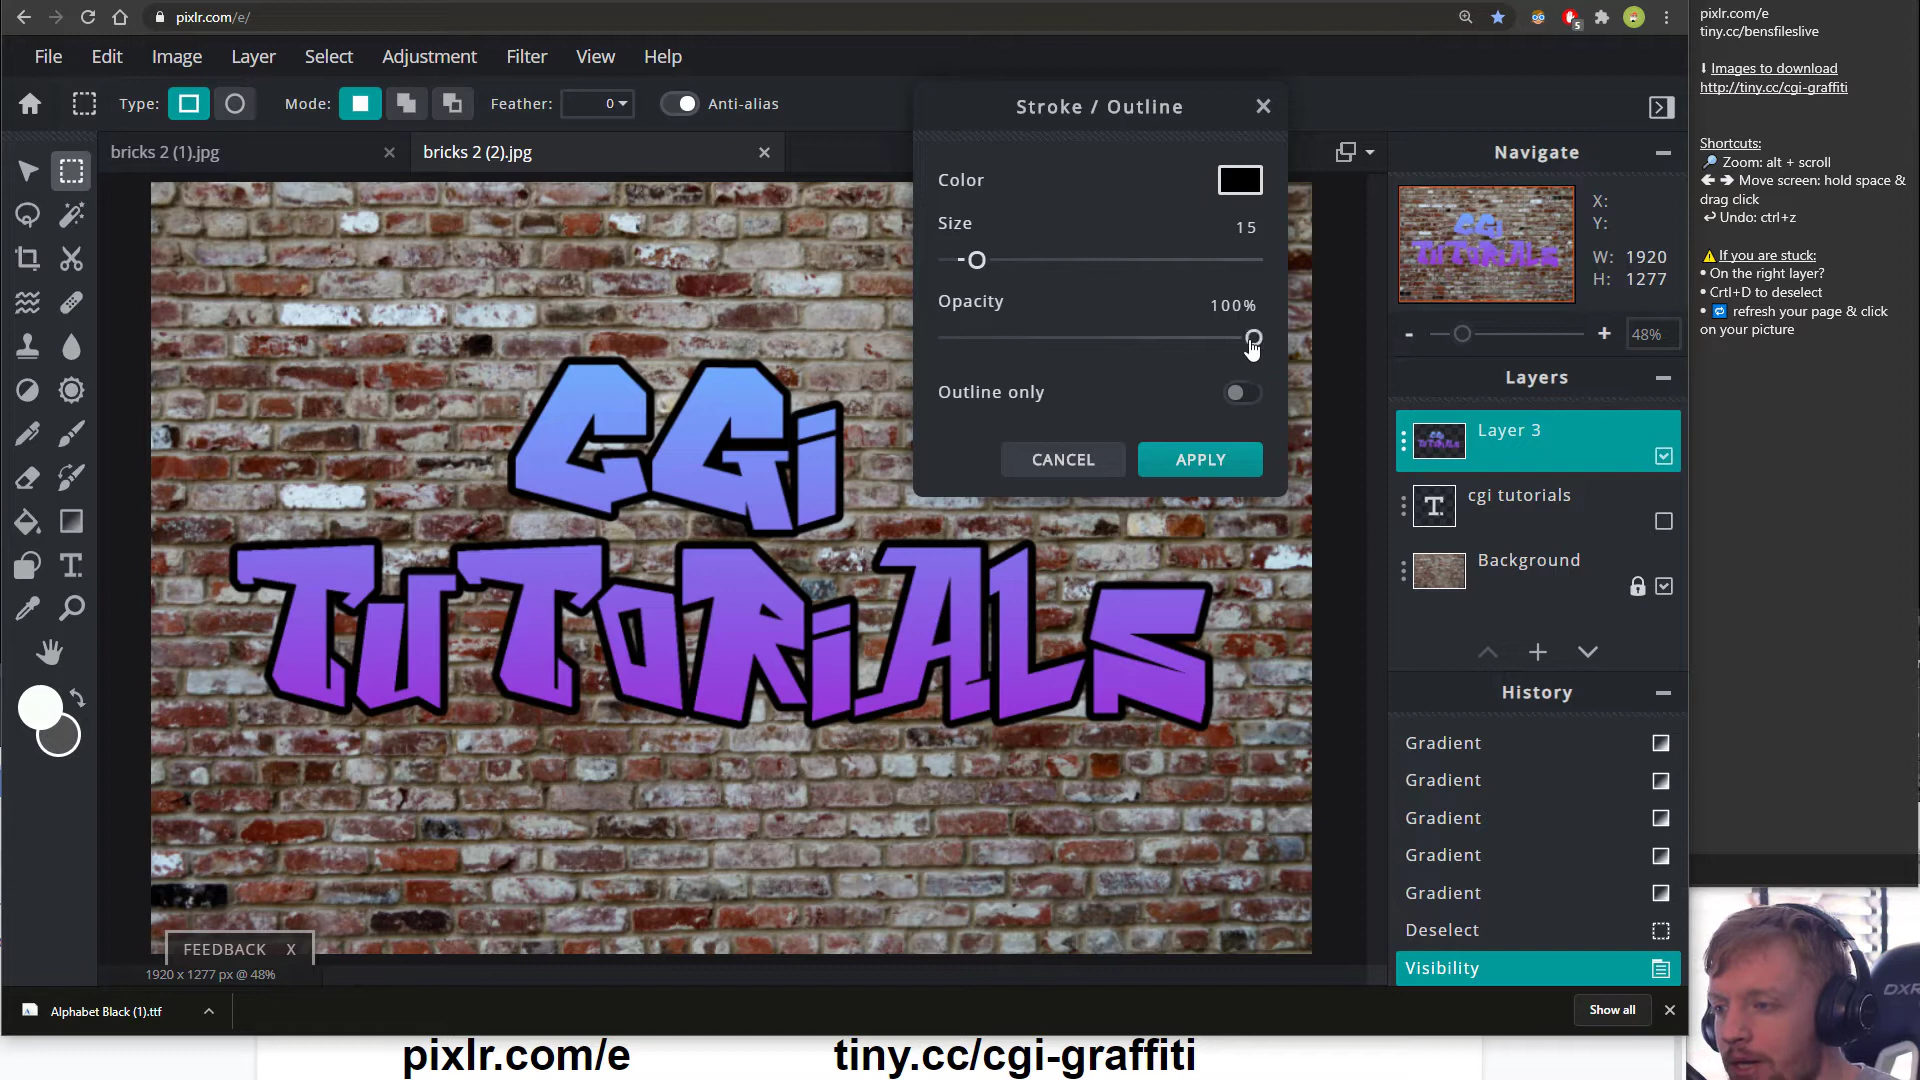 pixlr.com/e/
5
File Edit Image Layer Select Adjustment Filter View Help
Type: Mode: Feather: 0 Anti-alias
bricks 2 (1).jpg
bricks 2 (2).jpg
Stroke / Outline
Color
Size 15
Opacity 100%
Outline only
CANCEL APPLY
CGi
TUTORiALS
FEEDBACK X
1920 x 1277 px @ 48%
Navigate
X:
Y:
W: 1920
H: 1277
- + 48%
Layers
Layer 3
T. cgi tutorials
Background
History
Gradient
Gradient
Gradient
Gradient
Gradient
Deselect
Visibility
Alphabet Black (1).ttf
Show all
pixlr.com/e tiny.cc/cgi-graffiti
pixlr.com/e
tiny.cc/bensfileslive
Images to download
http://tiny.cc/cgi-graffiti
Shortcuts:
Zoom: alt + scroll
Move screen: hold space &
drag click
Undo: ctrl+z
If you are stuck:
• On the right layer?
• Crtl+D to deselect
• refresh your page & click
on your picture
DXR